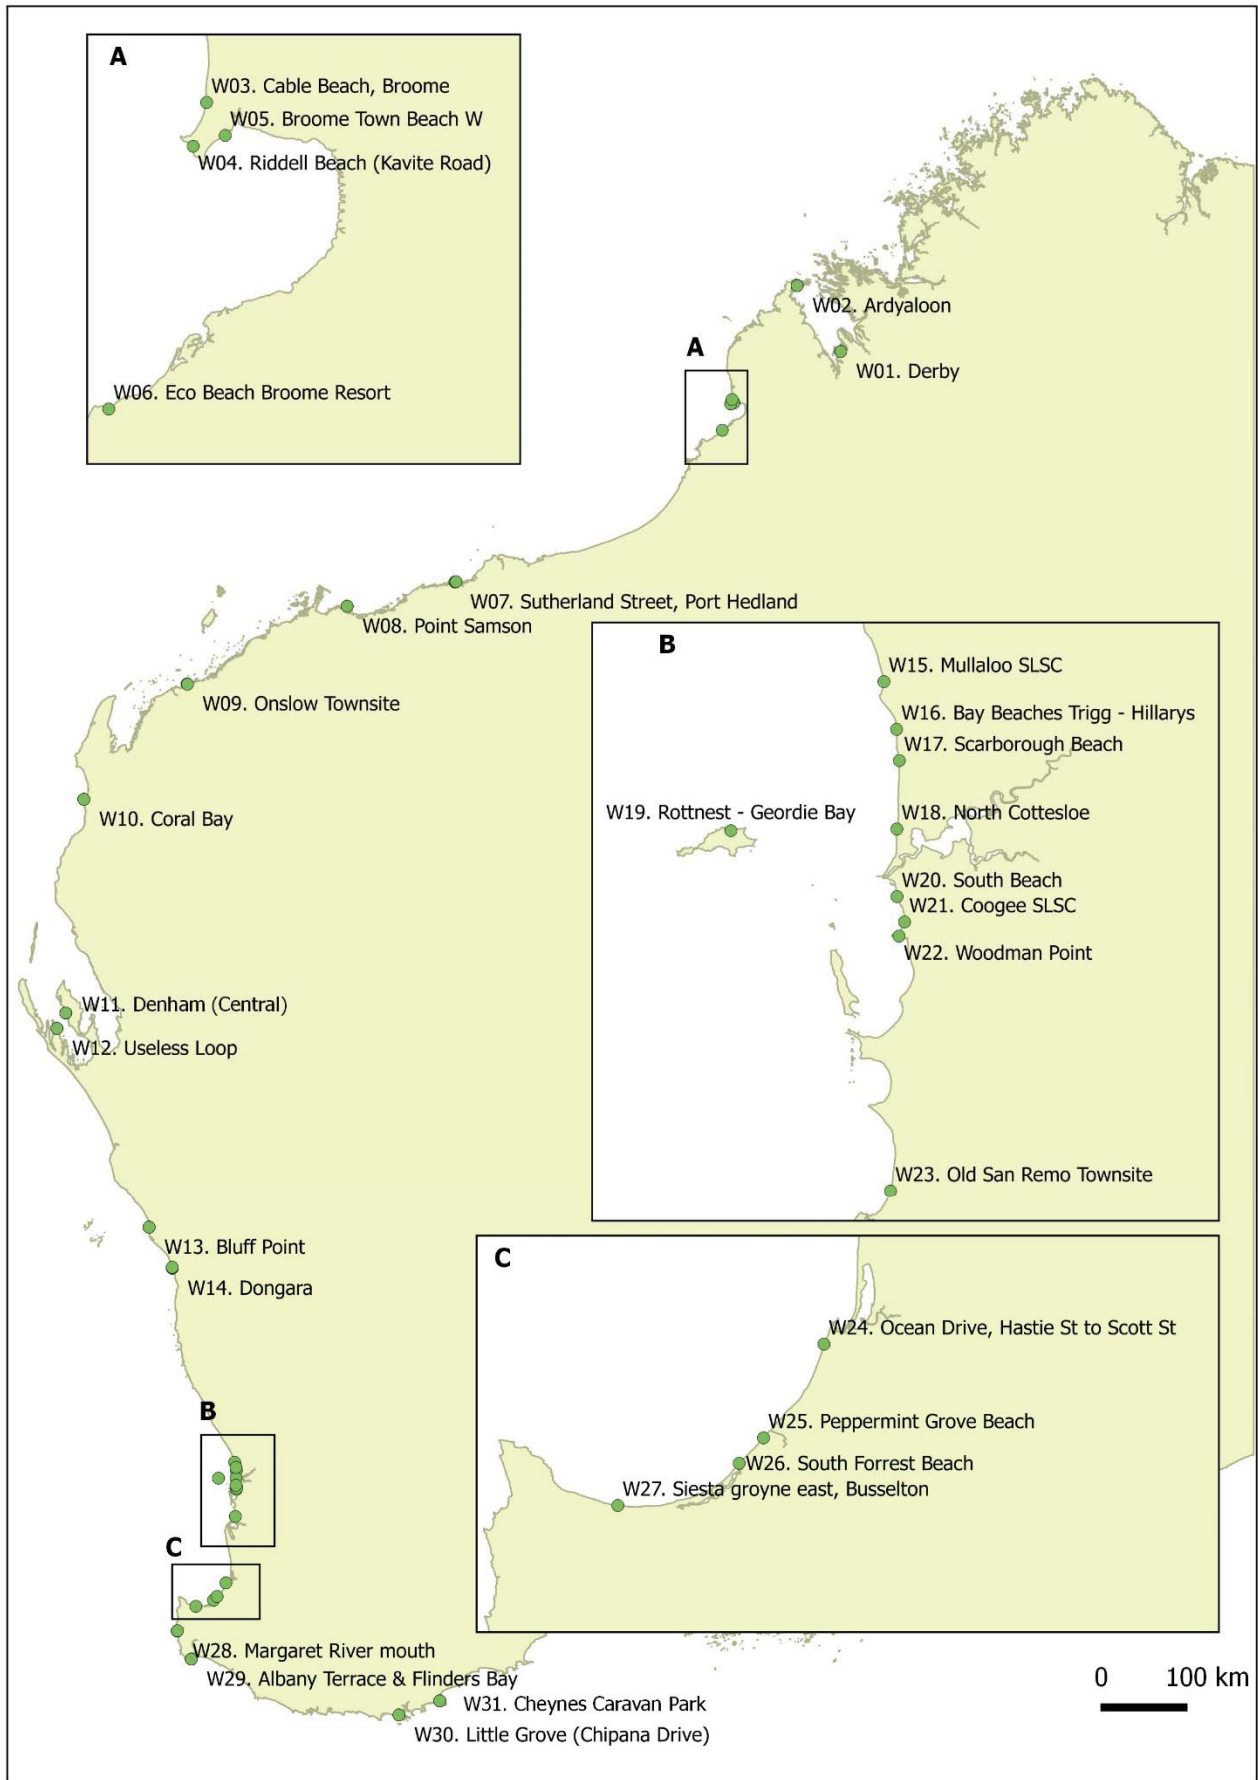 A
W03. Cable Beach, Broome
W05. Broome Town Beach W
W04. Riddell Beach (Kavite Road)
W06. Eco Beach Broome Resort
W02. Ardyaloon
A
W01. Derby
W07. Sutherland Street, Port Hedland
W08. Point Samson
W09. Onslow Townsite
W10. Coral Bay
W11. Denham (Central)
W12. Useless Loop
W13. Bluff Point
W14. Dongara
B
W15. Mullaloo SLSC
W16. Bay Beaches Trigg - Hillarys
W17. Scarborough Beach
W19. Rottnest - Geordie Bay
W18. North Cottesloe
W20. South Beach
W21. Coogee SLSC
W22. Woodman Point
W23. Old San Remo Townsite
C
W24. Ocean Drive, Hastie St to Scott St
W25. Peppermint Grove Beach
W26. South Forrest Beach
W27. Siesta groyne east, Busselton
B
C
W28. Margaret River mouth
W29. Albany Terrace & Flinders Bay
W31. Cheynes Caravan Park
W30. Little Grove (Chipana Drive)
0 100 km